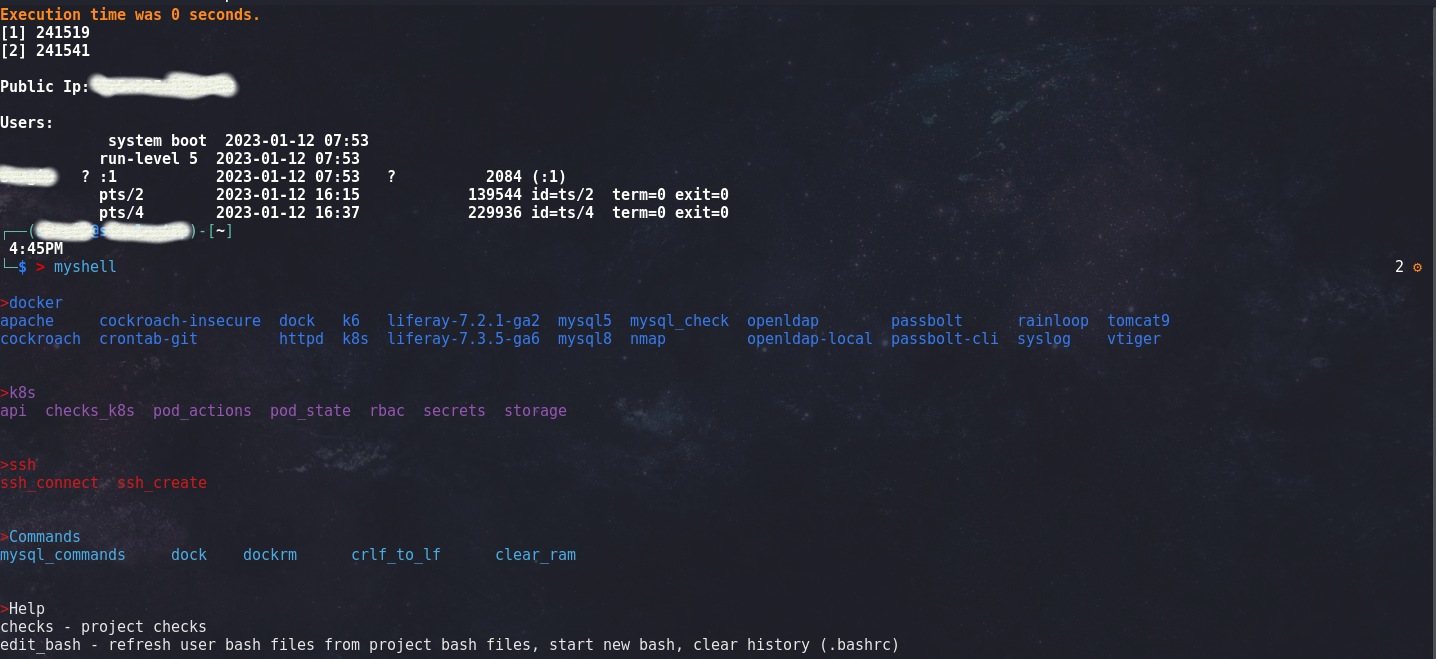 Execution time was 0 seconds.
[1] 241519
[2] 241541
Public Ip:
Users:
system boot  2023-01-12 07:53
run-level 5  2023-01-12 07:53
? :1           2023-01-12 07:53   ?          2084 (:1)
pts/2        2023-01-12 16:15            139544 id=ts/2  term=0 exit=0
pts/4        2023-01-12 16:37            229936 id=ts/4  term=0 exit=0
┌──(@)-[~]
4:45PM
└─$ > myshell 2 ⚙
>docker
apache     cockroach-insecure  dock   k6   liferay-7.2.1-ga2  mysql5  mysql_check  openldap        passbolt      rainloop  tomcat9
cockroach  crontab-git         httpd  k8s  liferay-7.3.5-ga6  mysql8  nmap         openldap-local  passbolt-cli  syslog    vtiger
>k8s
api  checks_k8s  pod_actions  pod_state  rbac  secrets  storage
>ssh
ssh_connect  ssh_create
>Commands
mysql_commands     dock    dockrm      crlf_to_lf      clear_ram
>Help
checks - project checks
edit_bash - refresh user bash files from project bash files, start new bash, clear history (.bashrc)